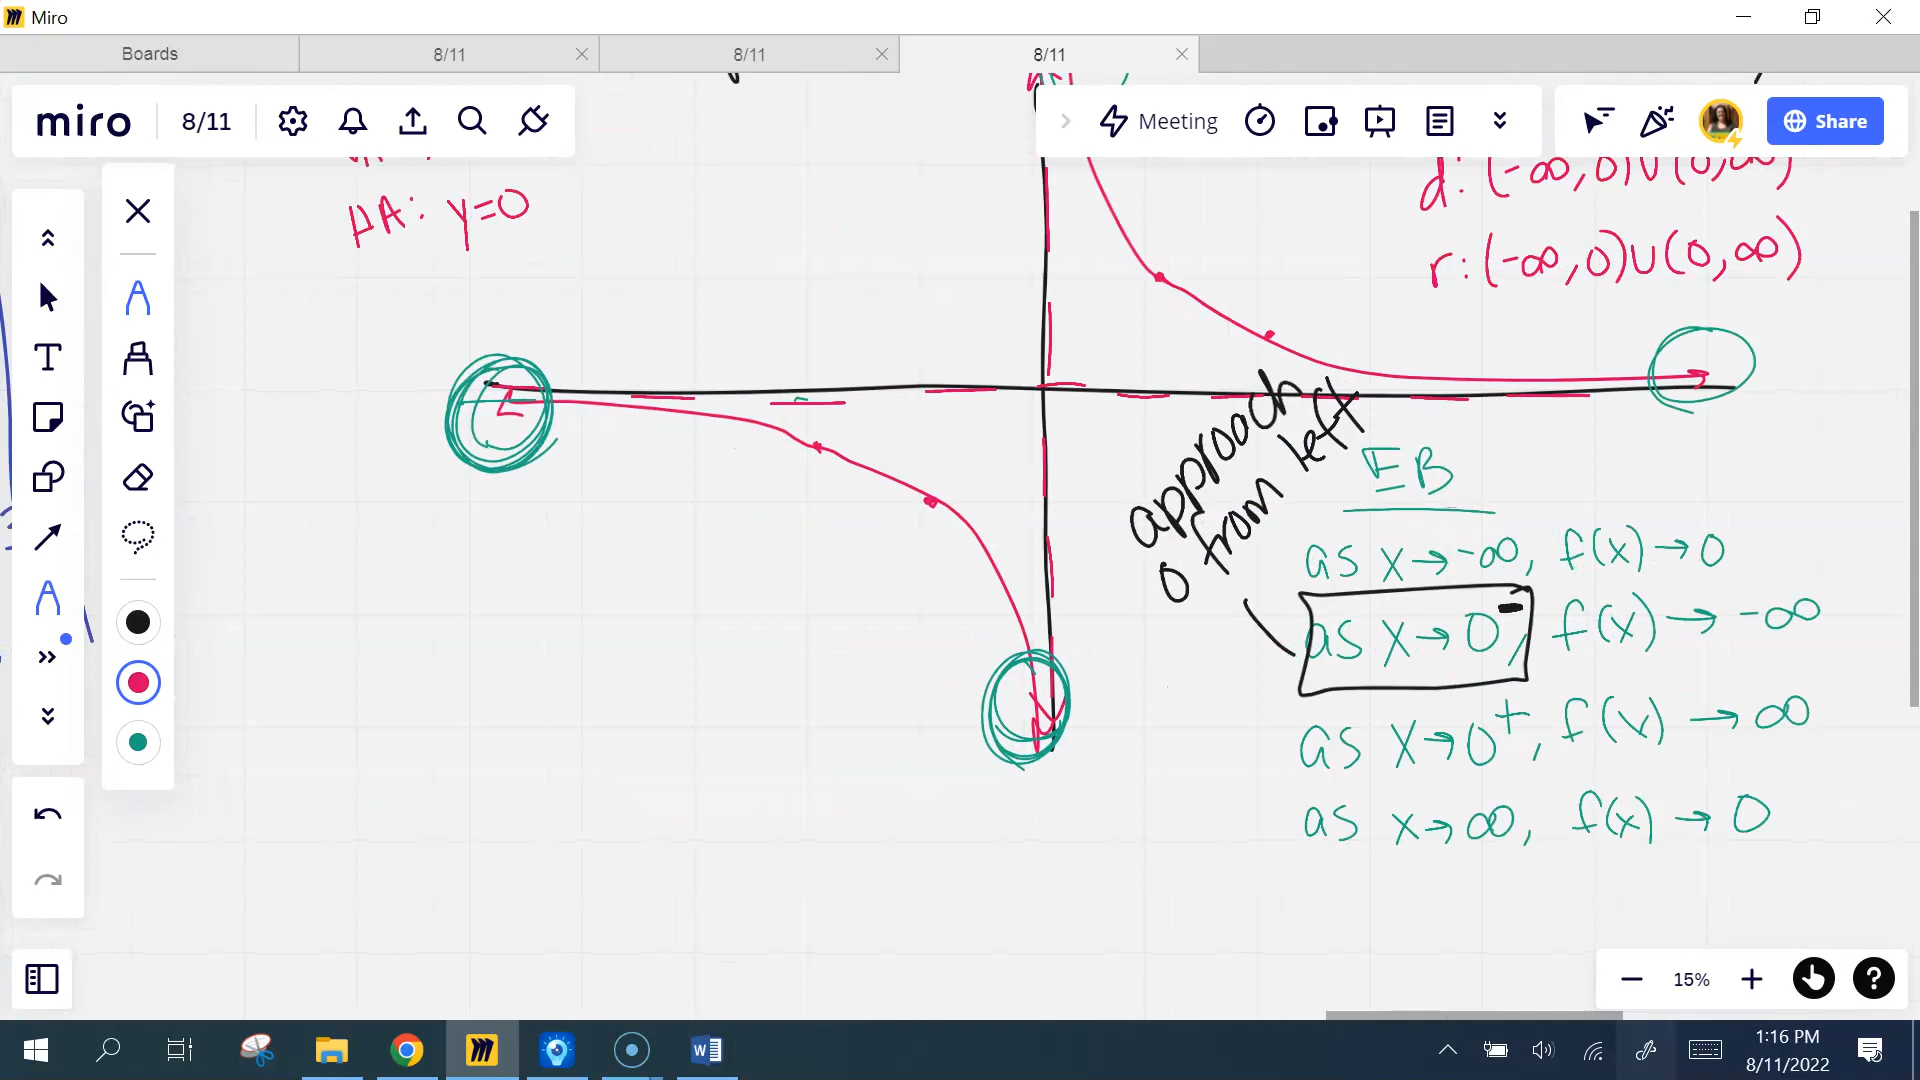 Miro
Boards
8/11
8/11
8/11
miro
8/11
Meeting
Share
HA: y=0
d: (-∞,0)∪(0,∞)
r: (-∞,0)∪(0,∞)
approach
0 from left
EB
as x→-∞, f(x)→0
as x→0⁻, f(x)→-∞
as x→0⁺, f(x)→∞
as x→∞, f(x)→0
15%
1:16 PM
8/11/2022